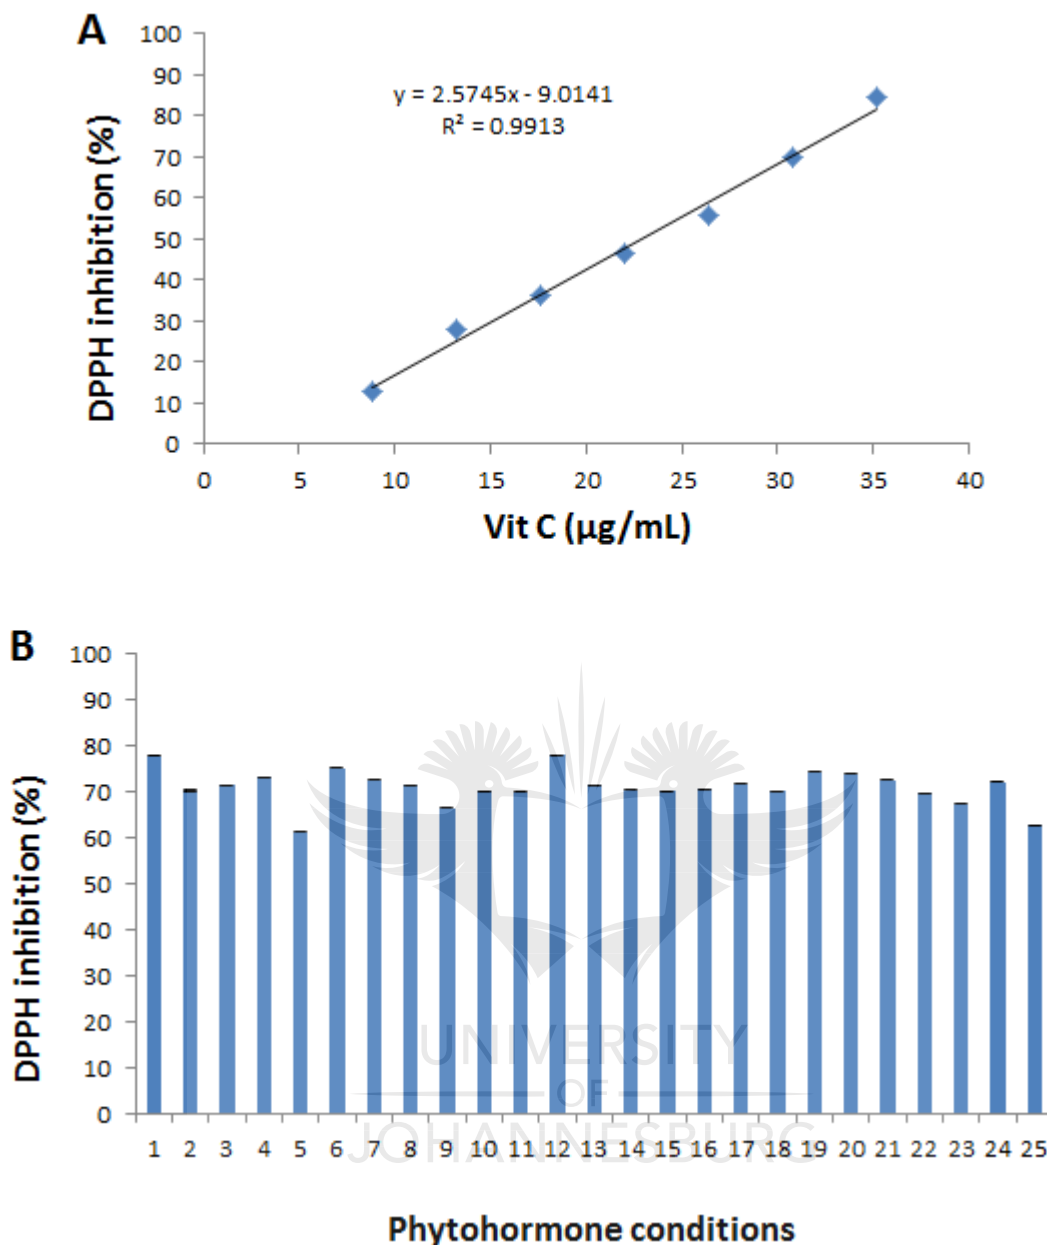 A
100
90
80
70
60
50
40
30
20
10
0
DPPH inhibition (%)
y = 2.5745x - 9.0141
R² = 0.9913
0 5 10 15 20 25 30 35 40
Vit C (µg/mL)
B
100
90
80
70
60
50
40
30
20
10
0
DPPH inhibition (%)
UNIVERSITY
OF
JOHANNESBURG
1 2 3 4 5 6 7 8 9 10 11 12 13 14 15 16 17 18 19 20 21 22 23 24 25
Phytohormone conditions